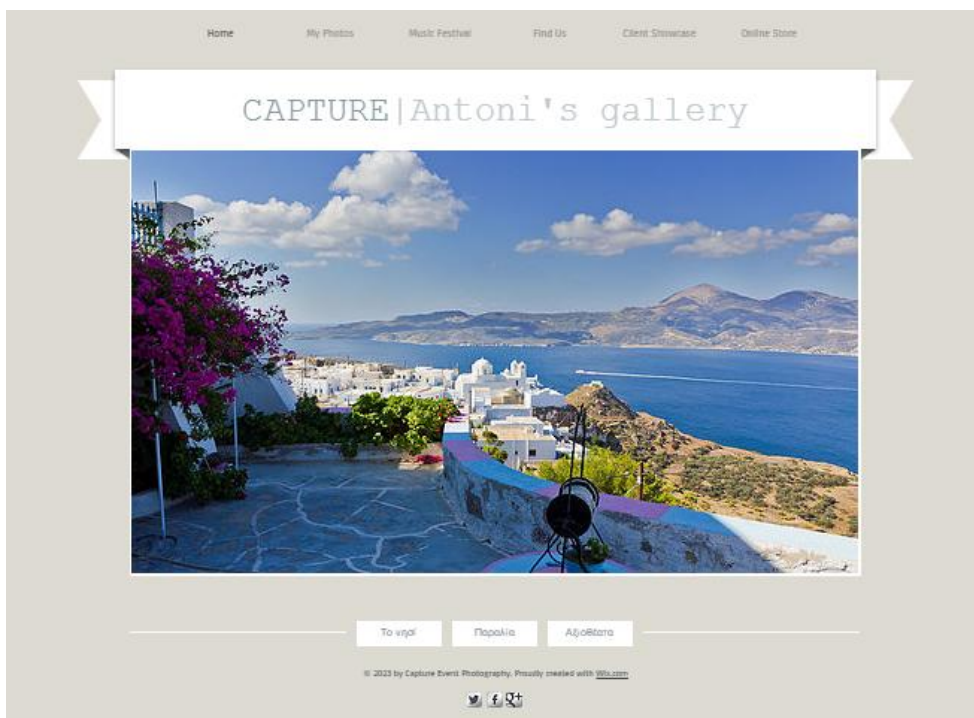 Home My Photos Music Festival Find Us Client Showcase Online Store
CAPTURE|Antoni's gallery
Το νησί Παραλία Αξιοθέατα
© 2023 by Capture Event Photography. Proudly created with Wix.com